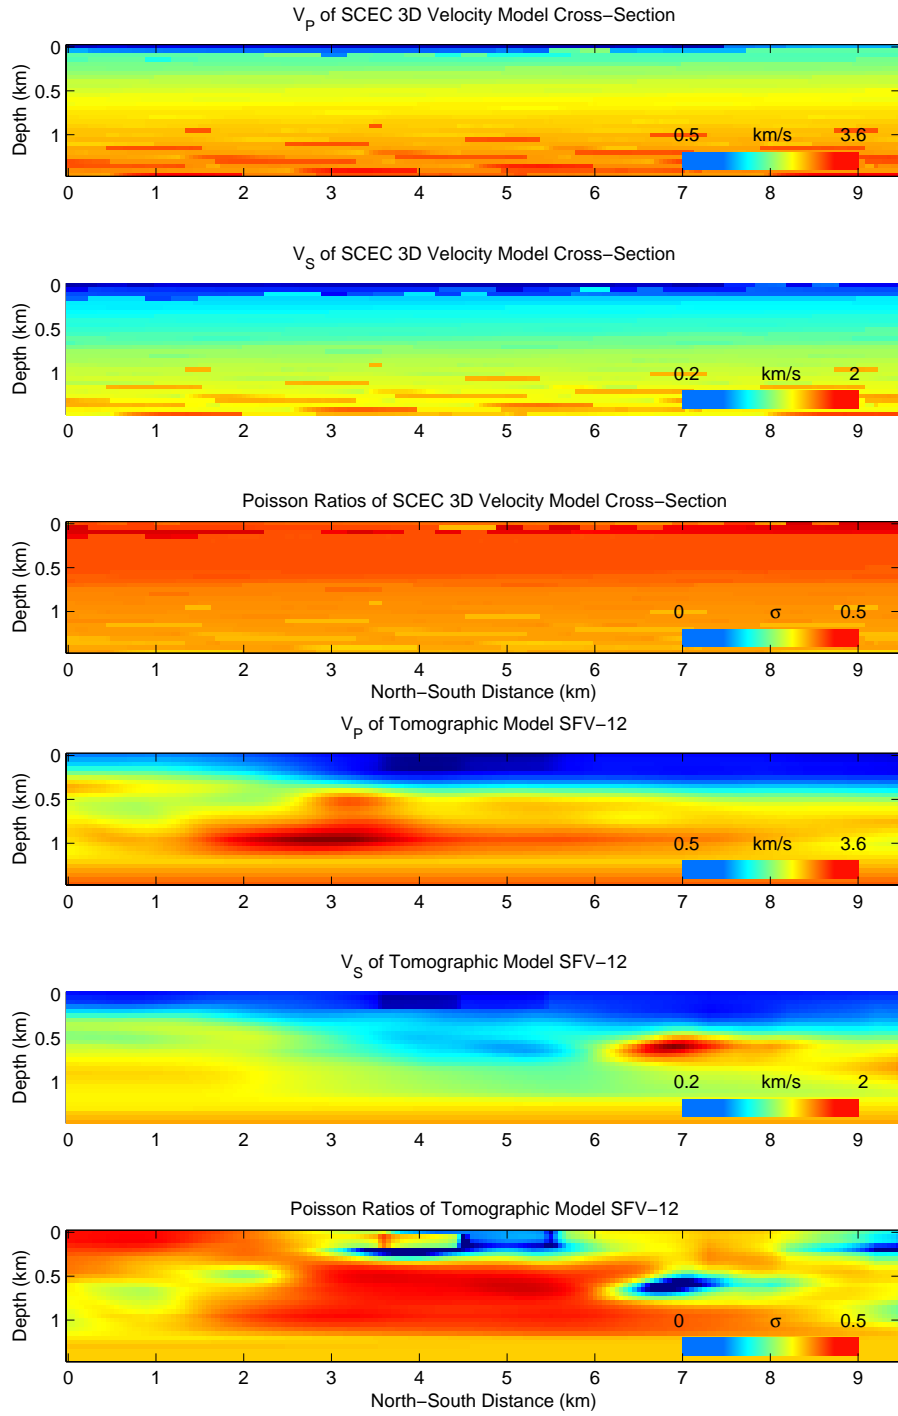 V_P of SCEC 3D Velocity Model Cross−Section
Depth (km)
0
0.5
1
0.5 km/s 3.6
0 1 2 3 4 5 6 7 8 9
V_S of SCEC 3D Velocity Model Cross−Section
Depth (km)
0
0.5
1
0.2 km/s 2
0 1 2 3 4 5 6 7 8 9
Poisson Ratios of SCEC 3D Velocity Model Cross−Section
Depth (km)
0
0.5
1
0 σ 0.5
0 1 2 3 4 5 6 7 8 9
North−South Distance (km)
V_P of Tomographic Model SFV−12
Depth (km)
0
0.5
1
0.5 km/s 3.6
0 1 2 3 4 5 6 7 8 9
V_S of Tomographic Model SFV−12
Depth (km)
0
0.5
1
0.2 km/s 2
0 1 2 3 4 5 6 7 8 9
Poisson Ratios of Tomographic Model SFV−12
Depth (km)
0
0.5
1
0 σ 0.5
0 1 2 3 4 5 6 7 8 9
North−South Distance (km)